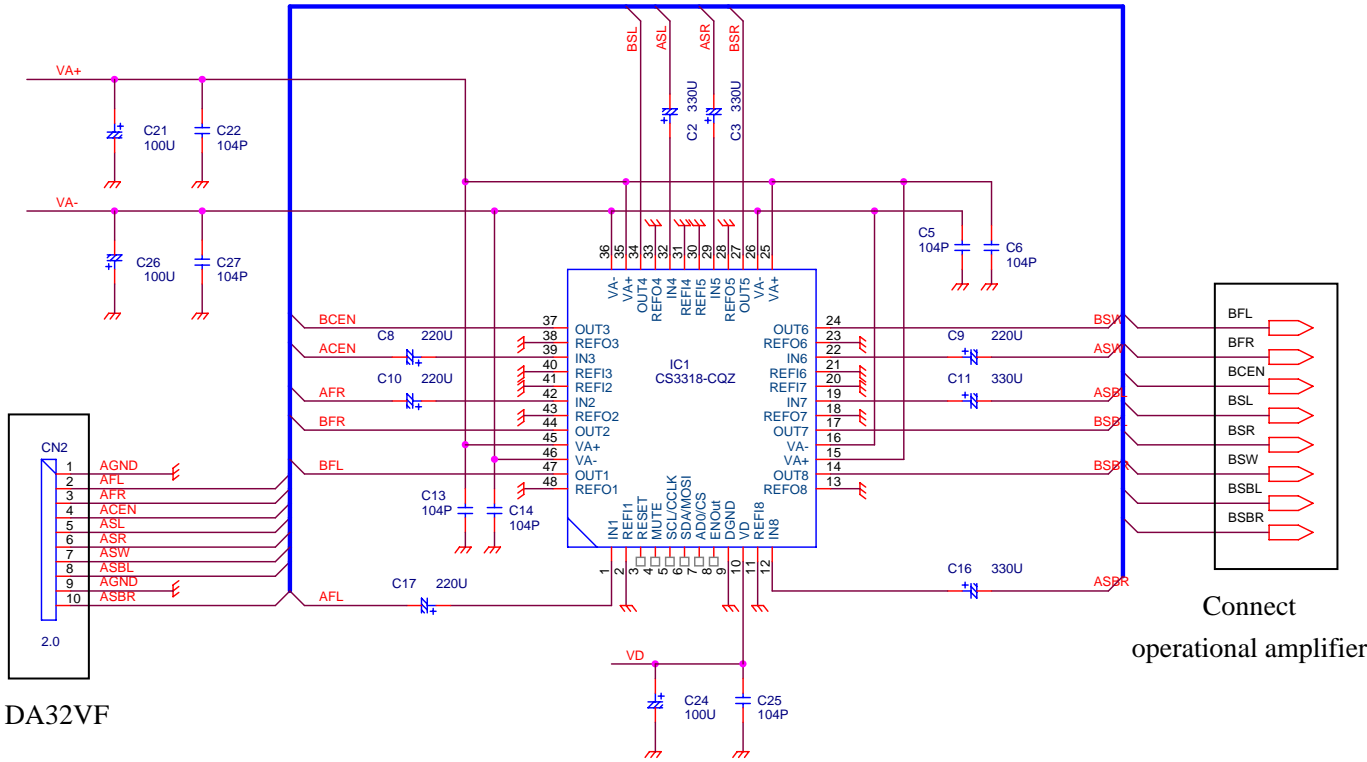 BSL
ASL
ASR
BSR
VA+
C2 330U
C3 330U
C21
100U
C22
104P
VA-
C26
100U
C27
104P
C5
104P
C6
104P
36
35
34
33
32
31
30
29
28
27
26
25
VA-
VA+
OUT4
REFO4
IN4
REFI4
REFI5
IN5
REFO5
OUT5
VA-
VA+
BCEN 37 OUT3
38 REFO3
ACEN C8 220U 39 IN3
40 REFI3
41 REFI2
AFR C10 220U 42 IN2
43 REFO2
BFR 44 OUT2
45 VA+
46 VA-
BFL 47 OUT1
48 REFO1
IC1
CS3318-CQZ
OUT6 24 BSW
REFO6 23
IN6 22 C9 220U ASW
REFI6 21
REFI7 20
IN7 19 C11 330U ASBL
REFO7 18
OUT7 17 BSBL
VA- 16
VA+ 15
OUT8 14 BSBR
REFO8 13
BFL
BFR
BCEN
BSL
BSR
BSW
BSBL
BSBR
CN2
1 AGND
2 AFL
3 AFR
4 ACEN
5 ASL
6 ASR
7 ASW
8 ASBL
9 AGND
10 ASBR
2.0
C13
104P
C14
104P
IN1
REFI1
RESET
MUTE
SCL/CCLK
SDA/MOSI
AD0/CS
ENOut
DGND
VD
REFI8
IN8
1
2
3
4
5
6
7
8
9
10
11
12
AFL C17 220U
C16 330U ASBR
Connect
operational amplifier
VD
C24
100U
C25
104P
DA32VF